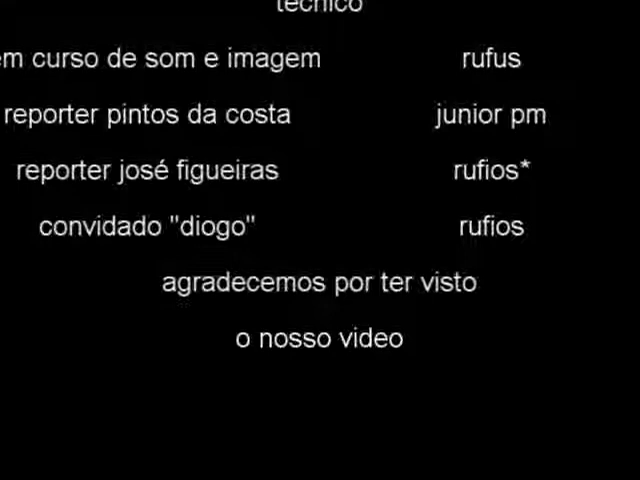 tecnico
em curso de som e imagem rufus
reporter pintos da costa junior pm
reporter josé figueiras rufios*
convidado "diogo" rufios
agradecemos por ter visto
o nosso video